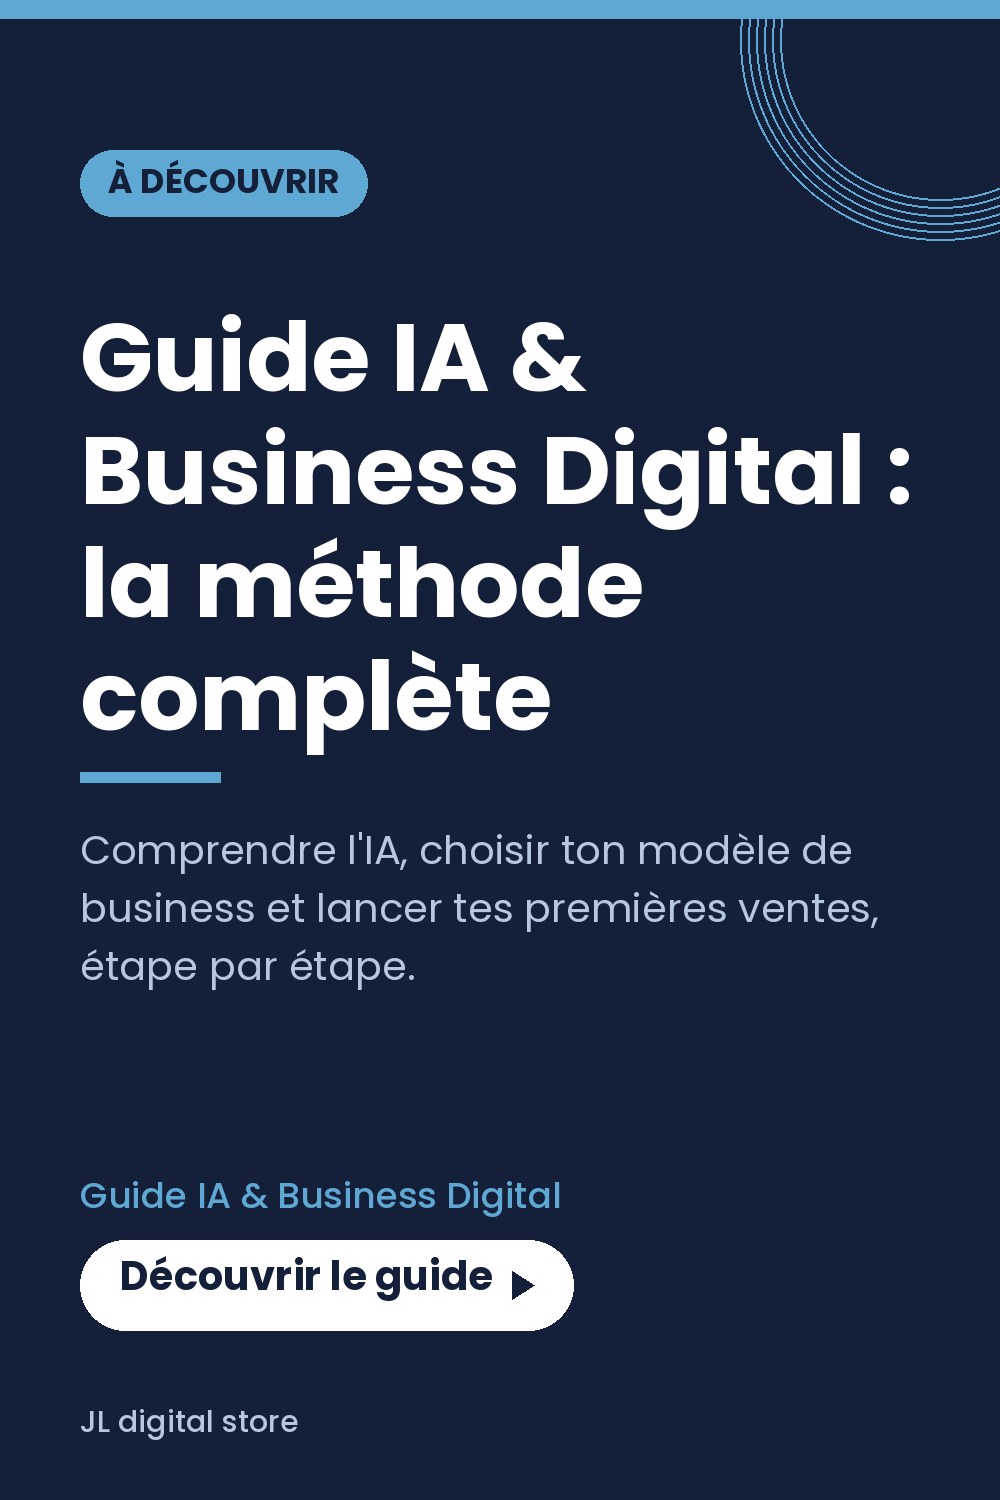 À DÉCOUVRIR
Guide IA &
Business Digital :
la méthode
complète
Comprendre l'IA, choisir ton modèle de
business et lancer tes premières ventes,
étape par étape.
Guide IA & Business Digital
Découvrir le guide
JL digital store